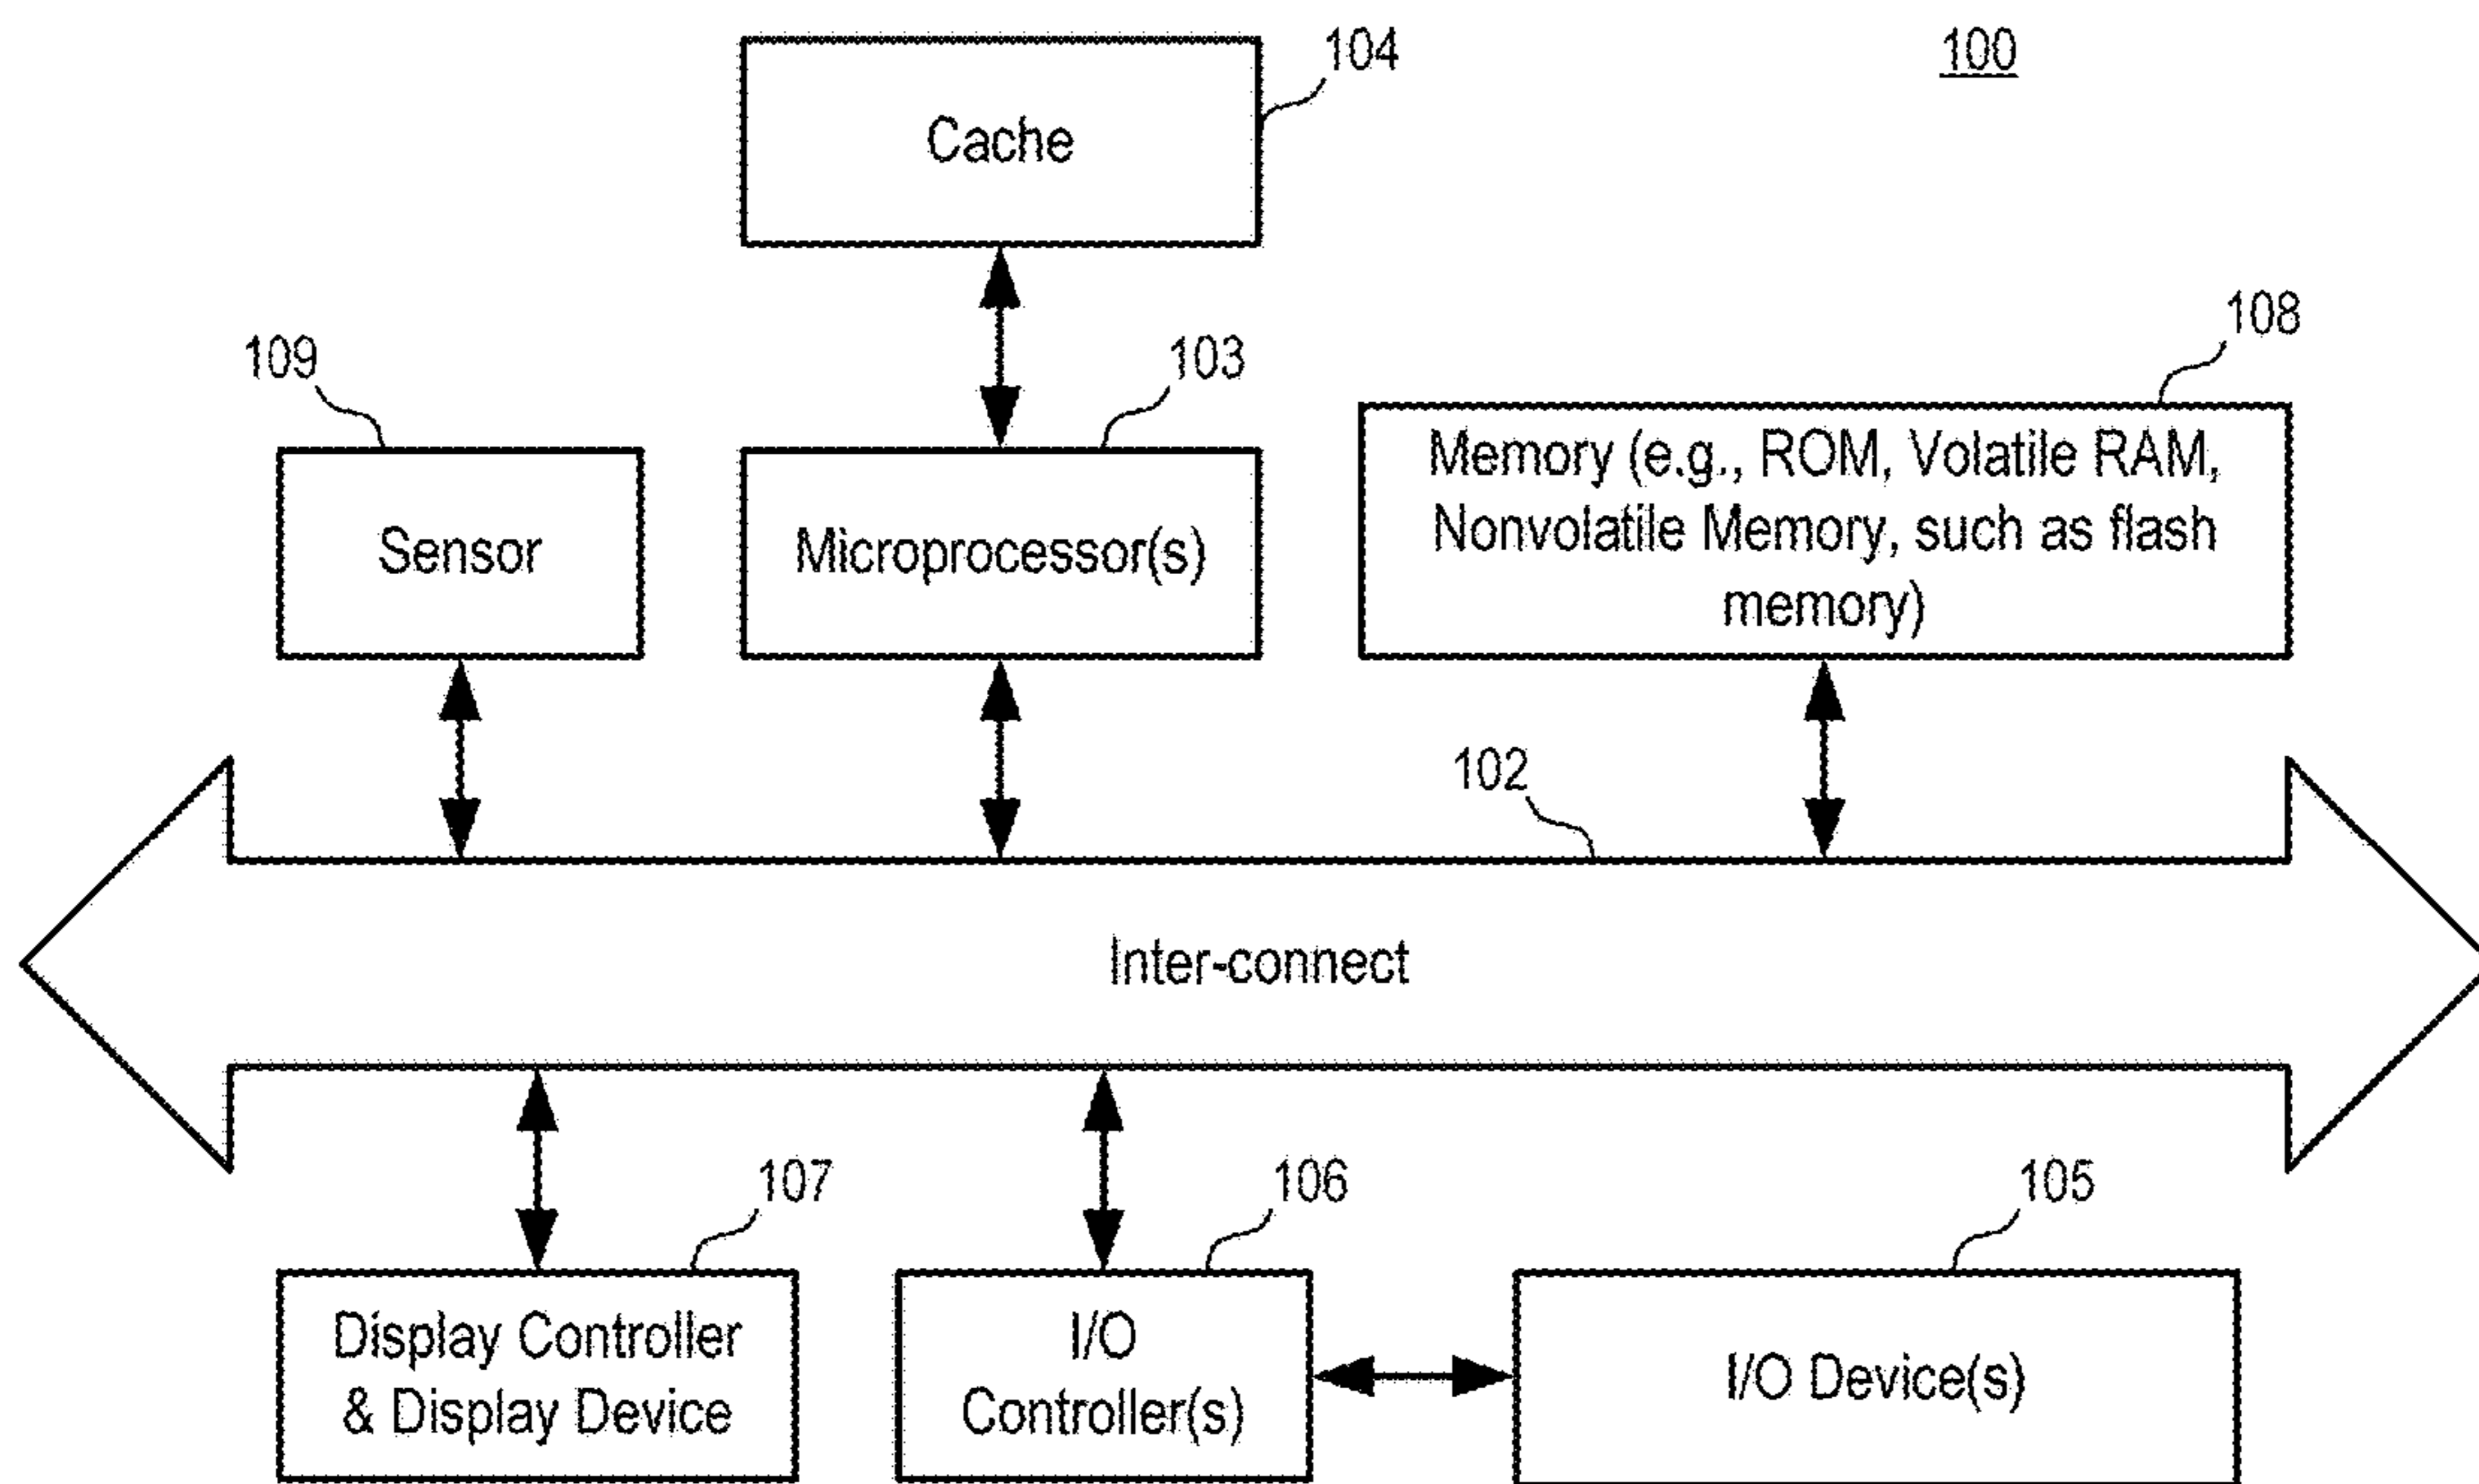 104
100
Cache
108
109
103
Memory (e.g., ROM, Volatile RAM,
Nonvolatile Memory, such as flash
memory)
Sensor
Microprocessor(s)
102
Inter-connect
107
106
105
Display Controller
& Display Device
I/O
Controller(s)
I/O Device(s)